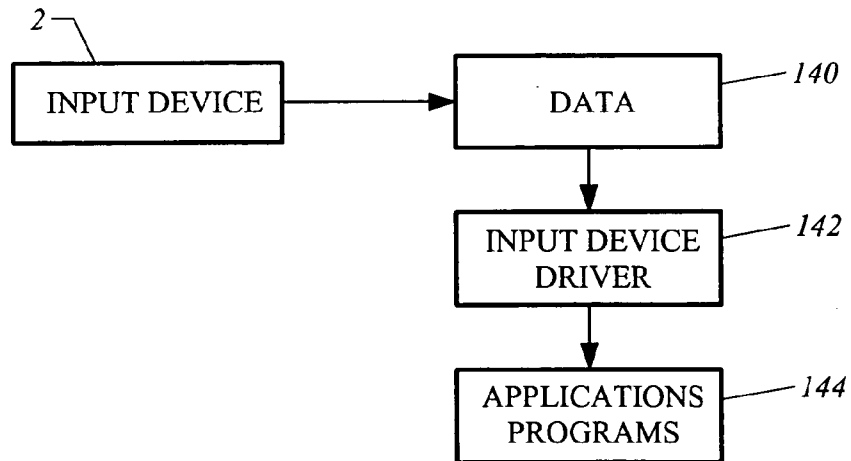 2
INPUT DEVICE
DATA
140
INPUT DEVICE
DRIVER
142
APPLICATIONS
PROGRAMS
144